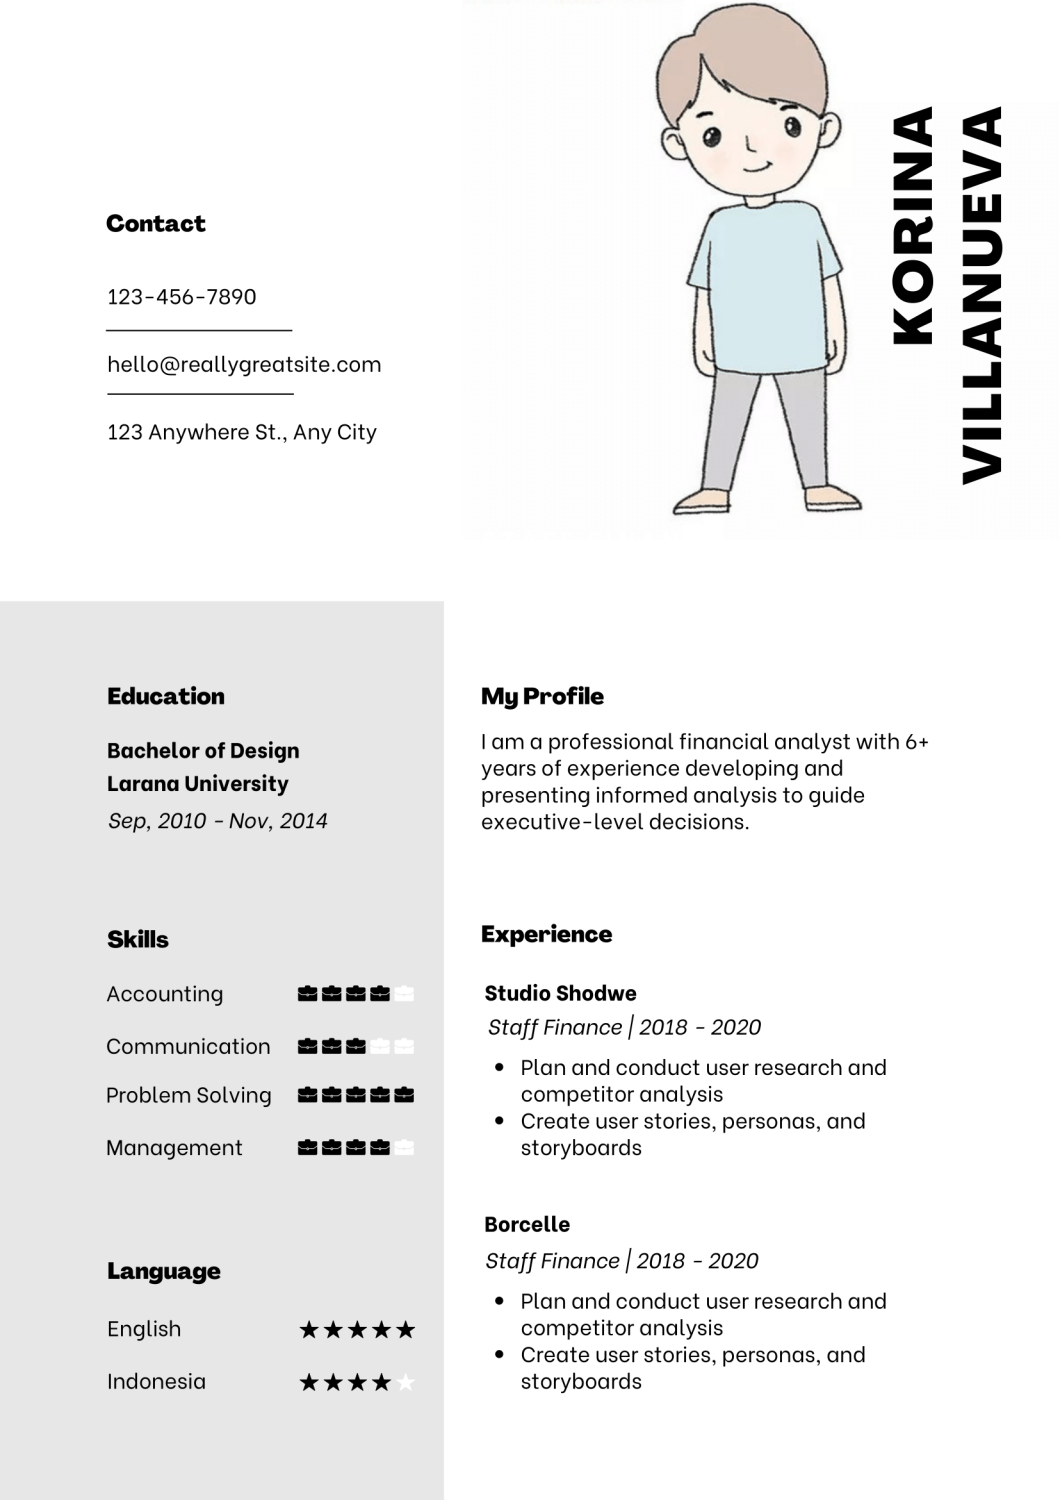 KORINA
VILLANUEVA
Contact
123-456-7890
hello@reallygreatsite.com
123 Anywhere St., Any City
Education
Bachelor of Design
Larana University
Sep, 2010 - Nov, 2014
Skills
Accounting
Communication
Problem Solving
Management
Language
English
Indonesia
My Profile
I am a professional financial analyst with 6+
years of experience developing and
presenting informed analysis to guide
executive-level decisions.
Experience
Studio Shodwe
Staff Finance | 2018 - 2020
• Plan and conduct user research and
competitor analysis
• Create user stories, personas, and
storyboards
Borcelle
Staff Finance | 2018 - 2020
• Plan and conduct user research and
competitor analysis
• Create user stories, personas, and
storyboards